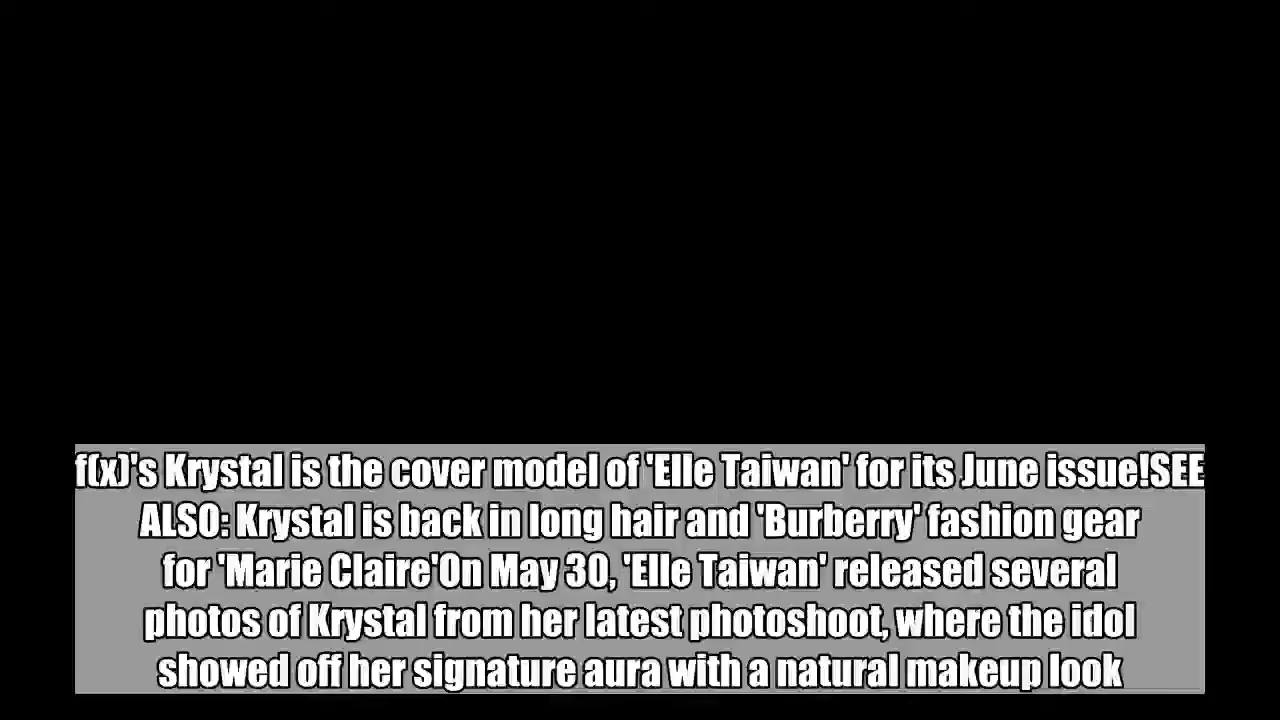 f(x)'s Krystal is the cover model of 'Elle Taiwan' for its June issue!SEE
ALSO: Krystal is back in long hair and 'Burberry' fashion gear
for 'Marie Claire'On May 30, 'Elle Taiwan' released several
photos of Krystal from her latest photoshoot, where the idol
showed off her signature aura with a natural makeup look